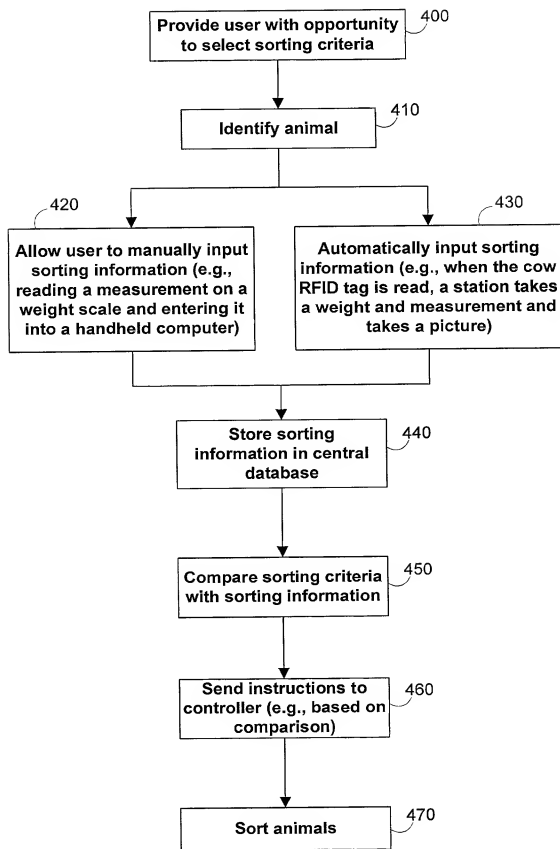 400
Provide user with opportunity
to select sorting criteria
410
Identify animal
420
Allow user to manually input
sorting information (e.g.,
reading a measurement on a
weight scale and entering it
into a handheld computer)
430
Automatically input sorting
information (e.g., when the cow
RFID tag is read, a station takes
a weight and measurement and
takes a picture)
440
Store sorting
information in central
database
450
Compare sorting criteria
with sorting information
460
Send instructions to
controller (e.g., based on
comparison)
470
Sort animals